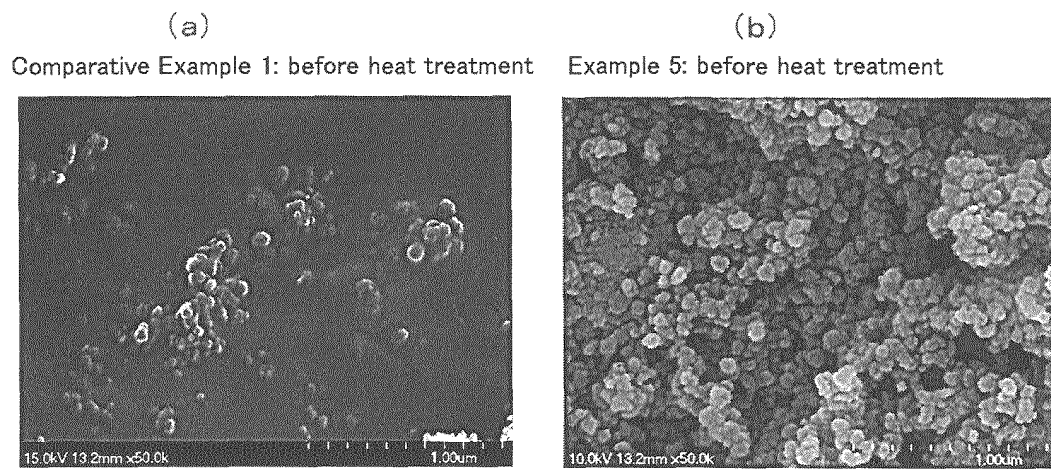 (a)
(b)
Comparative Example 1: before heat treatment
Example 5: before heat treatment
15.0kV 13.2mm x50.0k 1.00um
10.0kV 13.2mm x50.0k 1.00um